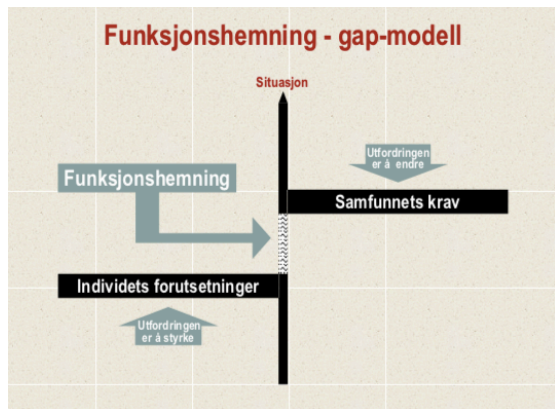 Funksjonshemning - gap-modell
Situasjon
Utfordringen
er å endre
Funksjonshemning
Samfunnets krav
Individets forutsetninger
Utfordringen
er å styrke